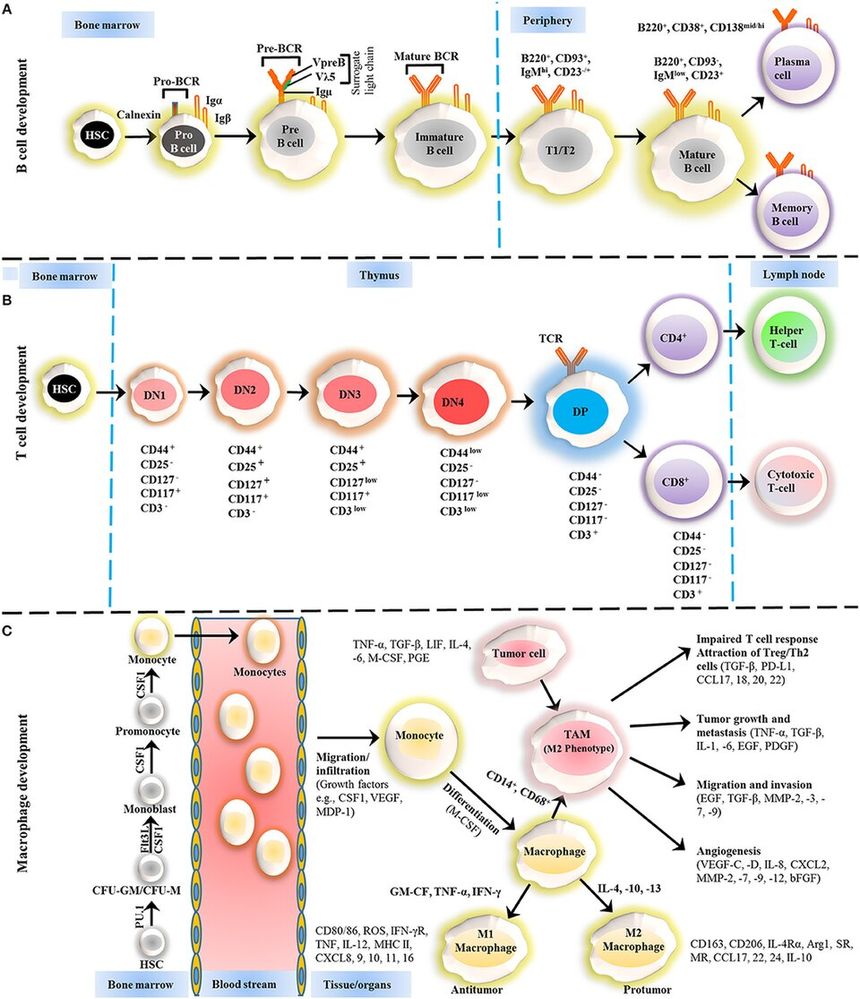 A
Bone marrow
Periphery
B cell development
HSC
Calnexin
Pro-BCR
Igα
Igβ
Pro
B cell
Pre-BCR
VpreB
Vλ5
Igμ
Surrogate
light chain
Pre
B cell
Mature BCR
Immature
B cell
B220+, CD93+,
IgMhi, CD23-/+
T1/T2
B220+, CD93-,
IgMlow, CD23+
Mature
B cell
B220+, CD38+, CD138mid/hi
Plasma
cell
Memory
B cell
B
Bone marrow
Thymus
Lymph node
T cell development
HSC
DN1
CD44+
CD25-
CD127-
CD117+
CD3-
DN2
CD44+
CD25+
CD127+
CD117+
CD3-
DN3
CD44+
CD25+
CD127low
CD117+
CD3low
DN4
CD44low
CD25-
CD127-
CD117low
CD3low
TCR
DP
CD44-
CD25-
CD127-
CD117-
CD3+
CD4+
CD8+
CD44-
CD25-
CD127-
CD117-
CD3+
Helper
T-cell
Cytotoxic
T-cell
C
Macrophage development
Monocyte
CSF1
Promonocyte
CSF1
Monoblast
Flt3L
CSF1
CFU-GM/CFU-M
PU.1
HSC
Bone marrow
Monocytes
Blood stream
Tissue/organs
Migration/
infiltration
(Growth factors
e.g., CSF1, VEGF,
MDP-1)
Monocyte
Differentiation
(M-CSF)
TNF-α, TGF-β, LIF, IL-4,
-6, M-CSF, PGE
Tumor cell
TAM
(M2 Phenotype)
CD14+, CD68+
Macrophage
GM-CF, TNF-α, IFN-γ
IL-4, -10, -13
CD80/86, ROS, IFN-γR,
TNF, IL-12, MHC II,
CXCL8, 9, 10, 11, 16
M1
Macrophage
Antitumor
M2
Macrophage
Protumor
CD163, CD206, IL-4Rα, Arg1, SR,
MR, CCL17, 22, 24, IL-10
Impaired T cell response
Attraction of Treg/Th2
cells (TGF-β, PD-L1,
CCL17, 18, 20, 22)
Tumor growth and
metastasis (TNF-α, TGF-β,
IL-1, -6, EGF, PDGF)
Migration and invasion
(EGF, TGF-β, MMP-2, -3, -
7, -9)
Angiogenesis
(VEGF-C, -D, IL-8, CXCL2,
MMP-2, -7, -9, -12, bFGF)